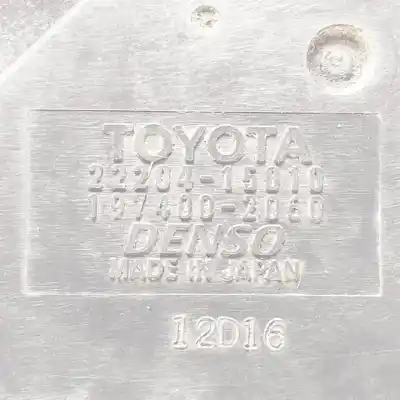 TOYOTA
22204-15010
197400-2060
DENSO
MADE IN JAPAN
12D16